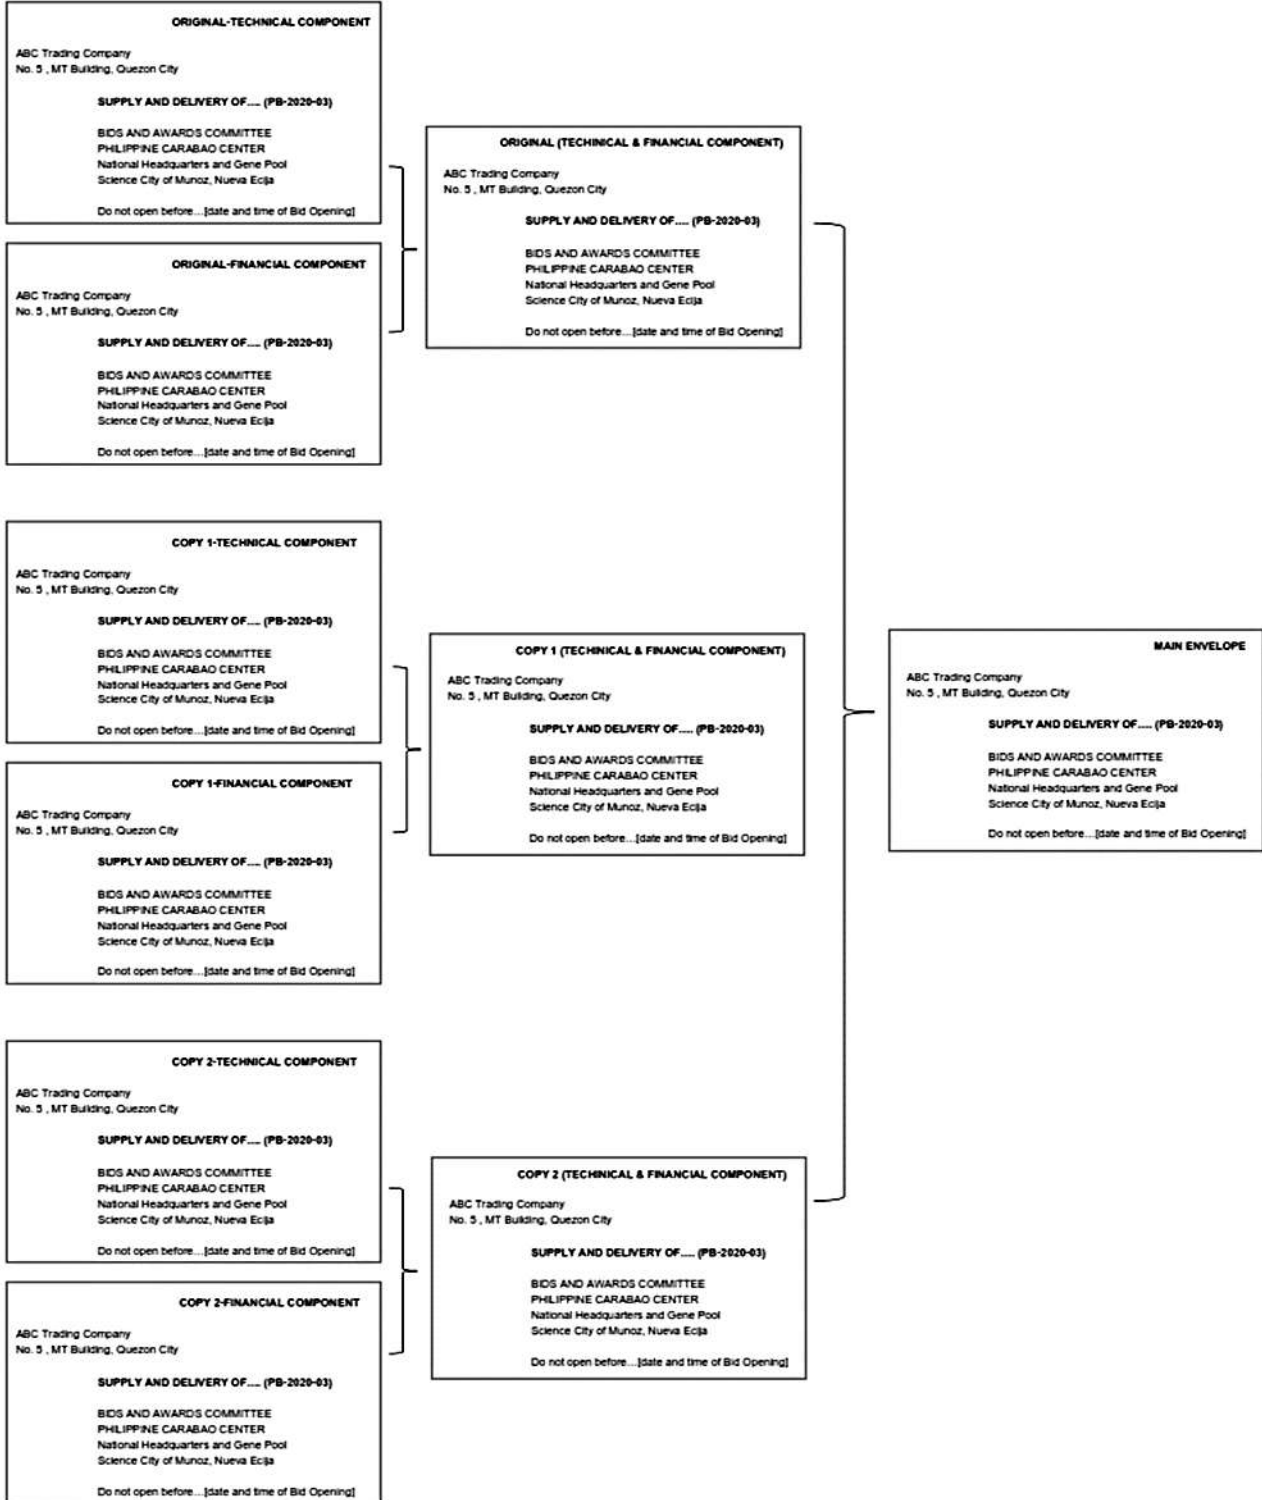 ORIGINAL-TECHNICAL COMPONENT
ABC Trading Company
No. 5 , MT Building, Quezon City
SUPPLY AND DELIVERY OF.... (PB-2020-03)
BIDS AND AWARDS COMMITTEE
PHILIPPINE CARABAO CENTER
National Headquarters and Gene Pool
Science City of Munoz, Nueva Ecija
Do not open before...[date and time of Bid Opening]
ORIGINAL-FINANCIAL COMPONENT
ABC Trading Company
No. 5 , MT Building, Quezon City
SUPPLY AND DELIVERY OF.... (PB-2020-03)
BIDS AND AWARDS COMMITTEE
PHILIPPINE CARABAO CENTER
National Headquarters and Gene Pool
Science City of Munoz, Nueva Ecija
Do not open before...[date and time of Bid Opening]
ORIGINAL (TECHINICAL & FINANCIAL COMPONENT)
ABC Trading Company
No. 5 , MT Building, Quezon City
SUPPLY AND DELIVERY OF.... (PB-2020-03)
BIDS AND AWARDS COMMITTEE
PHILIPPINE CARABAO CENTER
National Headquarters and Gene Pool
Science City of Munoz, Nueva Ecija
Do not open before...[date and time of Bid Opening]
COPY 1-TECHNICAL COMPONENT
ABC Trading Company
No. 5 , MT Building, Quezon City
SUPPLY AND DELIVERY OF.... (PB-2020-03)
BIDS AND AWARDS COMMITTEE
PHILIPPINE CARABAO CENTER
National Headquarters and Gene Pool
Science City of Munoz, Nueva Ecija
Do not open before...[date and time of Bid Opening]
COPY 1-FINANCIAL COMPONENT
ABC Trading Company
No. 5 , MT Building, Quezon City
SUPPLY AND DELIVERY OF.... (PB-2020-03)
BIDS AND AWARDS COMMITTEE
PHILIPPINE CARABAO CENTER
National Headquarters and Gene Pool
Science City of Munoz, Nueva Ecija
Do not open before...[date and time of Bid Opening]
COPY 1 (TECHINICAL & FINANCIAL COMPONENT)
ABC Trading Company
No. 5 , MT Building, Quezon City
SUPPLY AND DELIVERY OF.... (PB-2020-03)
BIDS AND AWARDS COMMITTEE
PHILIPPINE CARABAO CENTER
National Headquarters and Gene Pool
Science City of Munoz, Nueva Ecija
Do not open before...[date and time of Bid Opening]
MAIN ENVELOPE
ABC Trading Company
No. 5 , MT Building, Quezon City
SUPPLY AND DELIVERY OF.... (PB-2020-03)
BIDS AND AWARDS COMMITTEE
PHILIPPINE CARABAO CENTER
National Headquarters and Gene Pool
Science City of Munoz, Nueva Ecija
Do not open before...[date and time of Bid Opening]
COPY 2-TECHNICAL COMPONENT
ABC Trading Company
No. 5 , MT Building, Quezon City
SUPPLY AND DELIVERY OF.... (PB-2020-03)
BIDS AND AWARDS COMMITTEE
PHILIPPINE CARABAO CENTER
National Headquarters and Gene Pool
Science City of Munoz, Nueva Ecija
Do not open before...[date and time of Bid Opening]
COPY 2-FINANCIAL COMPONENT
ABC Trading Company
No. 5 , MT Building, Quezon City
SUPPLY AND DELIVERY OF.... (PB-2020-03)
BIDS AND AWARDS COMMITTEE
PHILIPPINE CARABAO CENTER
National Headquarters and Gene Pool
Science City of Munoz, Nueva Ecija
Do not open before...[date and time of Bid Opening]
COPY 2 (TECHINICAL & FINANCIAL COMPONENT)
ABC Trading Company
No. 5 , MT Building, Quezon City
SUPPLY AND DELIVERY OF.... (PB-2020-03)
BIDS AND AWARDS COMMITTEE
PHILIPPINE CARABAO CENTER
National Headquarters and Gene Pool
Science City of Munoz, Nueva Ecija
Do not open before...[date and time of Bid Opening]